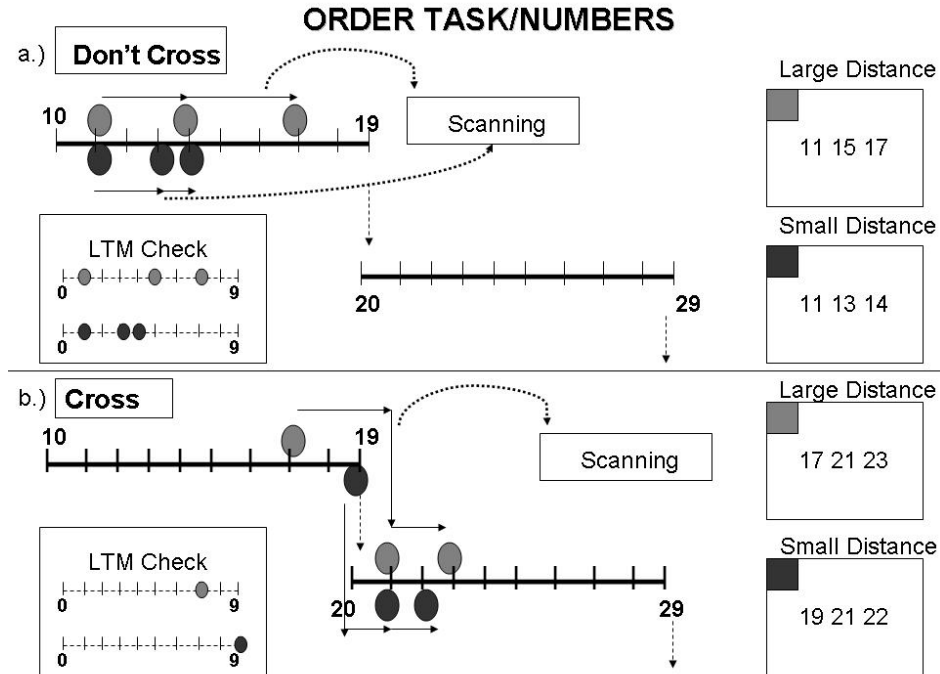 ORDER TASK/NUMBERS
a.) Don't Cross
10
19
Scanning
Large Distance
11 15 17
LTM Check
0 9
0 9
20 29
Small Distance
11 13 14
b.) Cross
10 19
Scanning
Large Distance
17 21 23
LTM Check
0 9
0 9
20 29
Small Distance
19 21 22